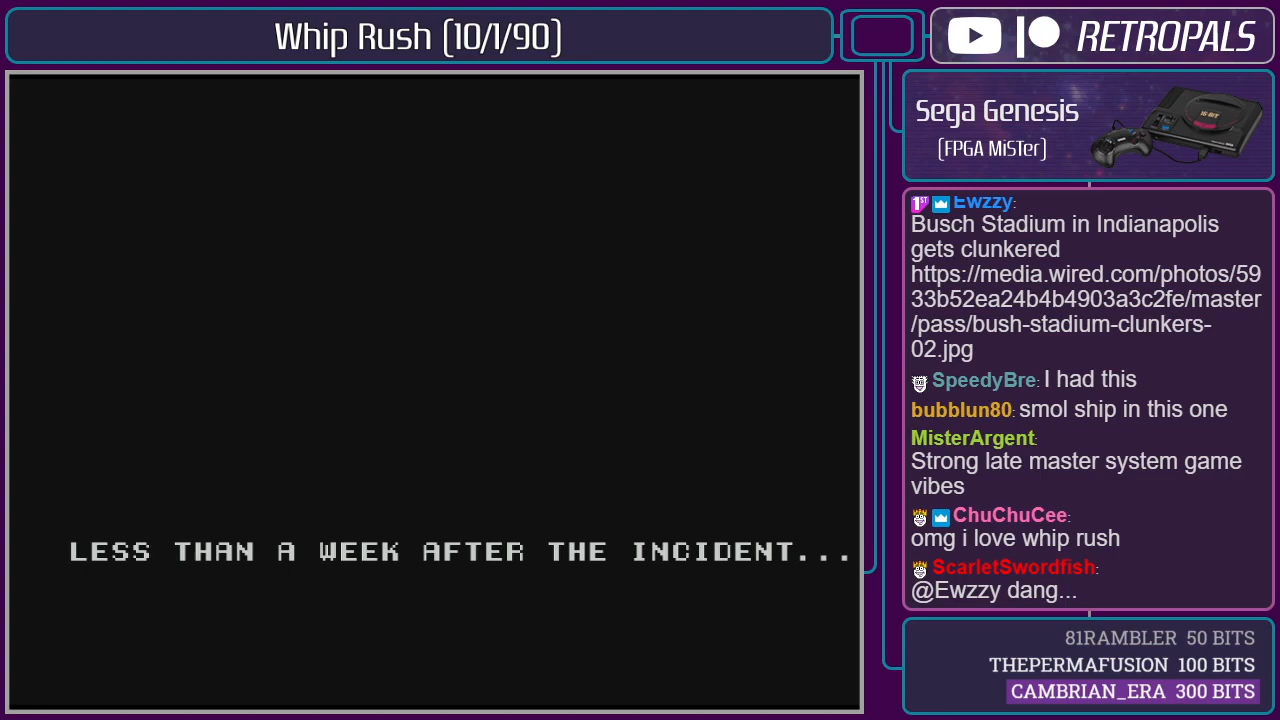 Whip Rush (10/1/90)
RETROPALS
Sega Genesis
(FPGA MiSTer)
16-BIT
1ST Ewzzy:
Busch Stadium in Indianapolis
gets clunkered
https://media.wired.com/photos/59
33b52ea24b4b4903a3c2fe/master
/pass/bush-stadium-clunkers-
02.jpg
SpeedyBre: I had this
bubblun80: smol ship in this one
MisterArgent:
Strong late master system game
vibes
ChuChuCee:
omg i love whip rush
ScarletSwordfish:
@Ewzzy dang...
LESS THAN A WEEK AFTER THE INCIDENT...
81RAMBLER 50 BITS
THEPERMAFUSION 100 BITS
CAMBRIAN_ERA 300 BITS